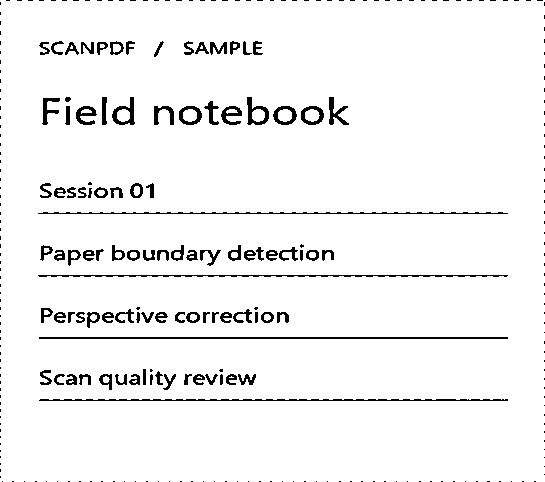 SCANPDF / SAMPLE
Field notebook
Session 01
Paper boundary detection
Perspective correction
Scan quality review